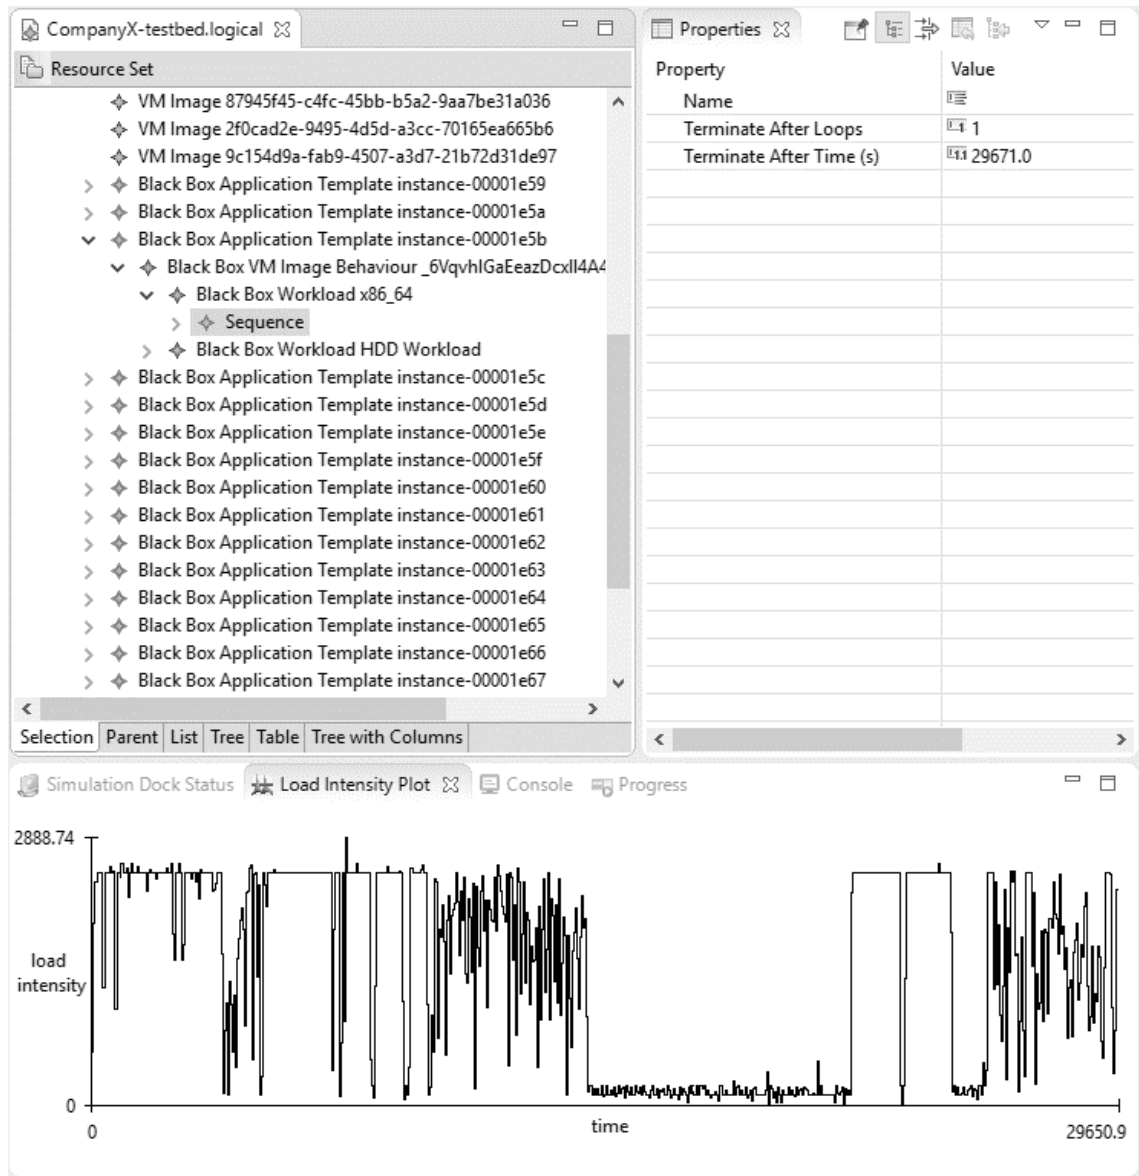 CompanyX-testbed.logical
Resource Set
VM Image 87945f45-c4fc-45bb-b5a2-9aa7be31a036
VM Image 2f0cad2e-9495-4d5d-a3cc-70165ea665b6
VM Image 9c154d9a-fab9-4507-a3d7-21b72d31de97
Black Box Application Template instance-00001e59
Black Box Application Template instance-00001e5a
Black Box Application Template instance-00001e5b
Black Box VM Image Behaviour _6VqvhIGaEeazDcxII4A4
Black Box Workload x86_64
Sequence
Black Box Workload HDD Workload
Black Box Application Template instance-00001e5c
Black Box Application Template instance-00001e5d
Black Box Application Template instance-00001e5e
Black Box Application Template instance-00001e5f
Black Box Application Template instance-00001e60
Black Box Application Template instance-00001e61
Black Box Application Template instance-00001e62
Black Box Application Template instance-00001e63
Black Box Application Template instance-00001e64
Black Box Application Template instance-00001e65
Black Box Application Template instance-00001e66
Black Box Application Template instance-00001e67
Selection Parent List Tree Table Tree with Columns
Properties
Property Value
Name
Terminate After Loops 1
Terminate After Time (s) 29671.0
Simulation Dock Status Load Intensity Plot Console Progress
2888.74
load
intensity
0
0 time 29650.9